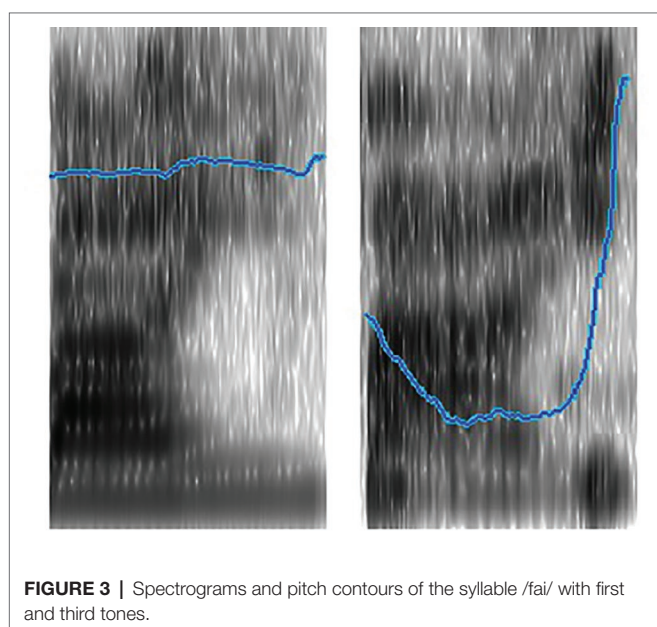 FIGURE 3 | Spectrograms and pitch contours of the syllable /fai/ with first
and third tones.